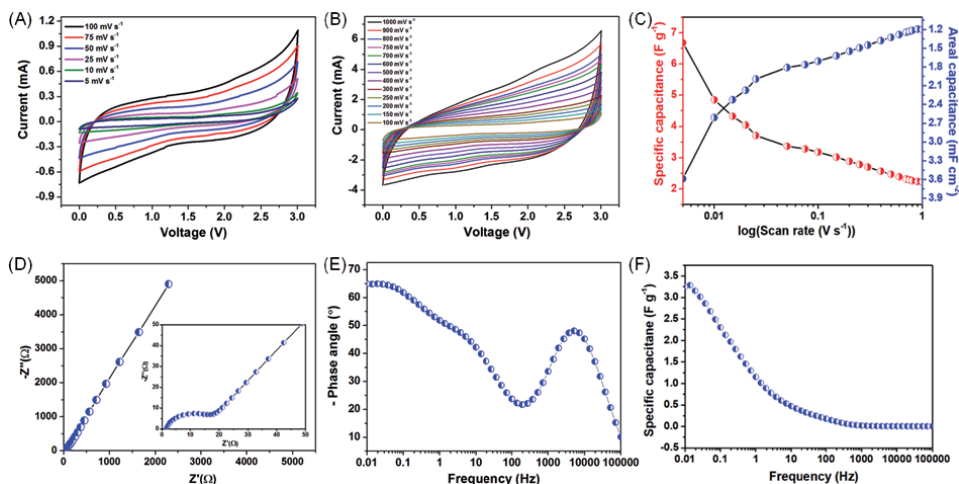 (A)
1.2
0.9
0.6
0.3
0.0
-0.3
-0.6
-0.9
Current (mA)
100 mV s⁻¹
75 mV s⁻¹
50 mV s⁻¹
25 mV s⁻¹
10 mV s⁻¹
5 mV s⁻¹
0.0 0.5 1.0 1.5 2.0 2.5 3.0
Voltage (V)
(B)
6
4
2
0
-2
-4
Current (mA)
1000 mV s⁻¹
900 mV s⁻¹
800 mV s⁻¹
750 mV s⁻¹
700 mV s⁻¹
600 mV s⁻¹
500 mV s⁻¹
400 mV s⁻¹
300 mV s⁻¹
250 mV s⁻¹
200 mV s⁻¹
150 mV s⁻¹
100 mV s⁻¹
0.0 0.5 1.0 1.5 2.0 2.5 3.0
Voltage (V)
(C)
7
6
5
4
3
2
Specific capacitance (F g⁻¹)
1.2
1.6
2.0
2.4
2.8
3.2
3.6
Areal capacitance (mF cm⁻²)
0.01 0.1 1
log(Scan rate (V s⁻¹))
(D)
5000
4000
3000
2000
1000
0
-Z''(Ω)
50
40
30
20
10
0
-Z''(Ω)
0 10 20 30 40 50
Z'(Ω)
0 1000 2000 3000 4000 5000
Z'(Ω)
(E)
70
60
50
40
30
20
10
0
- Phase angle (°)
0.01 0.1 1 10 100 1000 10000 100000
Frequency (Hz)
(F)
3.5
3.0
2.5
2.0
1.5
1.0
0.5
0.0
Specific capacitane (F g⁻¹)
0.01 0.1 1 10 100 1000 10000 100000
Frequency (Hz)